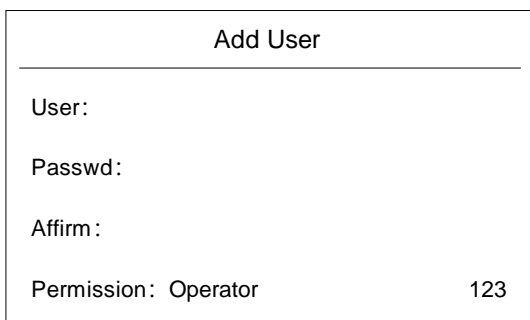 Add User
User:
Passwd:
Affirm:
Permission: Operator 123